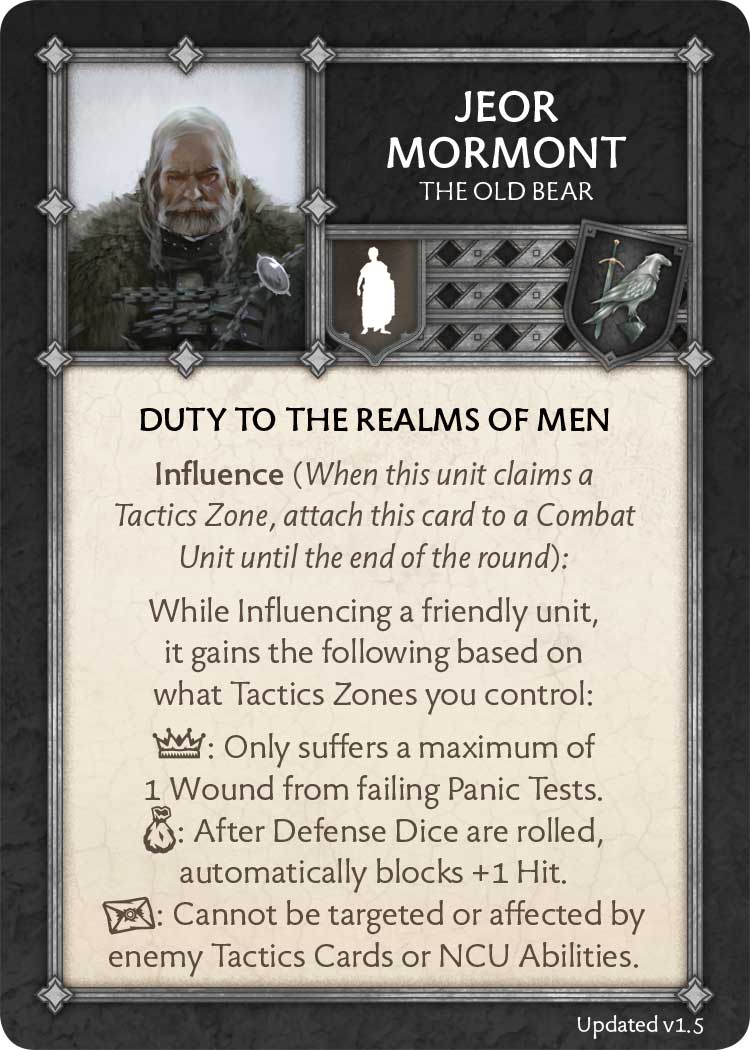 JEOR
MORMONT
THE OLD BEAR
DUTY TO THE REALMS OF MEN
Influence (When this unit claims a
Tactics Zone, attach this card to a Combat
Unit until the end of the round):
While Influencing a friendly unit,
it gains the following based on
what Tactics Zones you control:
: Only suffers a maximum of
1 Wound from failing Panic Tests.
: After Defense Dice are rolled,
automatically blocks +1 Hit.
: Cannot be targeted or affected by
enemy Tactics Cards or NCU Abilities.
Updated v1.5